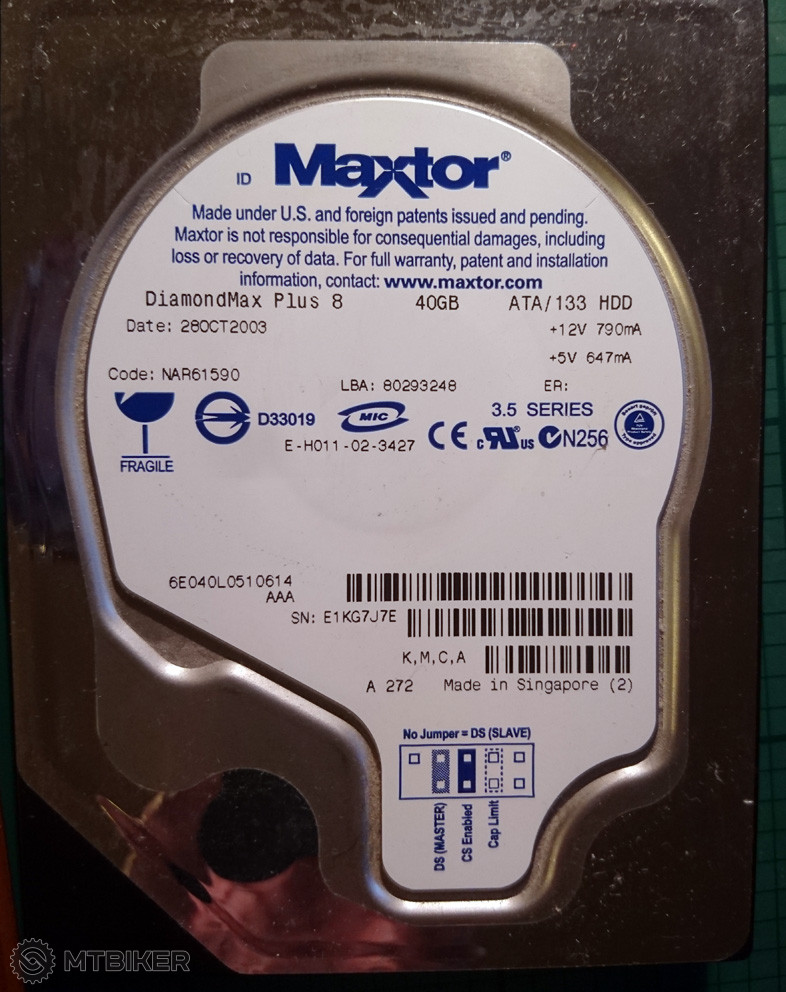 ID Maxtor®
Made under U.S. and foreign patents issued and pending.
Maxtor is not responsible for consequential damages, including
loss or recovery of data. For full warranty, patent and installation
information, contact: www.maxtor.com
DiamondMax Plus 8 40GB ATA/133 HDD
Date: 28OCT2003 +12V 790mA
+5V 647mA
Code: NAR61590 LBA: 80293248 ER:
D33019 MIC 3.5 SERIES
FRAGILE E-H011-02-3427 CE c RU us N256
6E040L0510614
AAA
SN: E1KG7J7E
K,M,C,A
A 272 Made in Singapore (2)
No Jumper = DS (SLAVE)
DS (MASTER)
CS Enabled
Cap Limit
MTBIKER